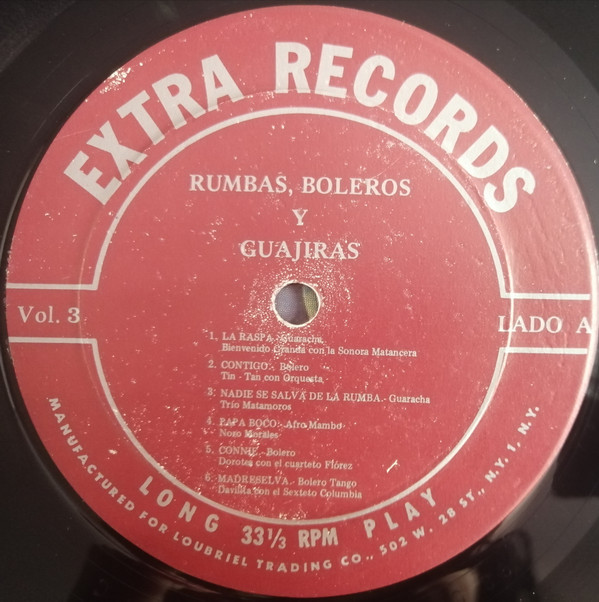 EXTRA RECORDS
RUMBAS, BOLEROS
Y
GUAJIRAS
Vol. 3
LADO A
1. LA RASPA.- Guaracha
Bienvenido Granda con la Sonora Matancera
2. CONTIGO.- Bolero
Tin - Tan con Orquesta
3. NADIE SE SALVA DE LA RUMBA.- Guaracha
Trío Matamoros
4. PAPA BOCO.- Afro Mambo
Noro Morales
5. CONNIE.- Bolero
Dorotes con el cuarteto Flórez
6. MADRESELVA.- Bolero Tango
Davilita con el Sexteto Columbia
LONG 33 1/3 RPM PLAY
MANUFACTURED FOR LOUBRIEL TRADING CO., 502 W. 28 ST., N.Y. 1, N.Y.